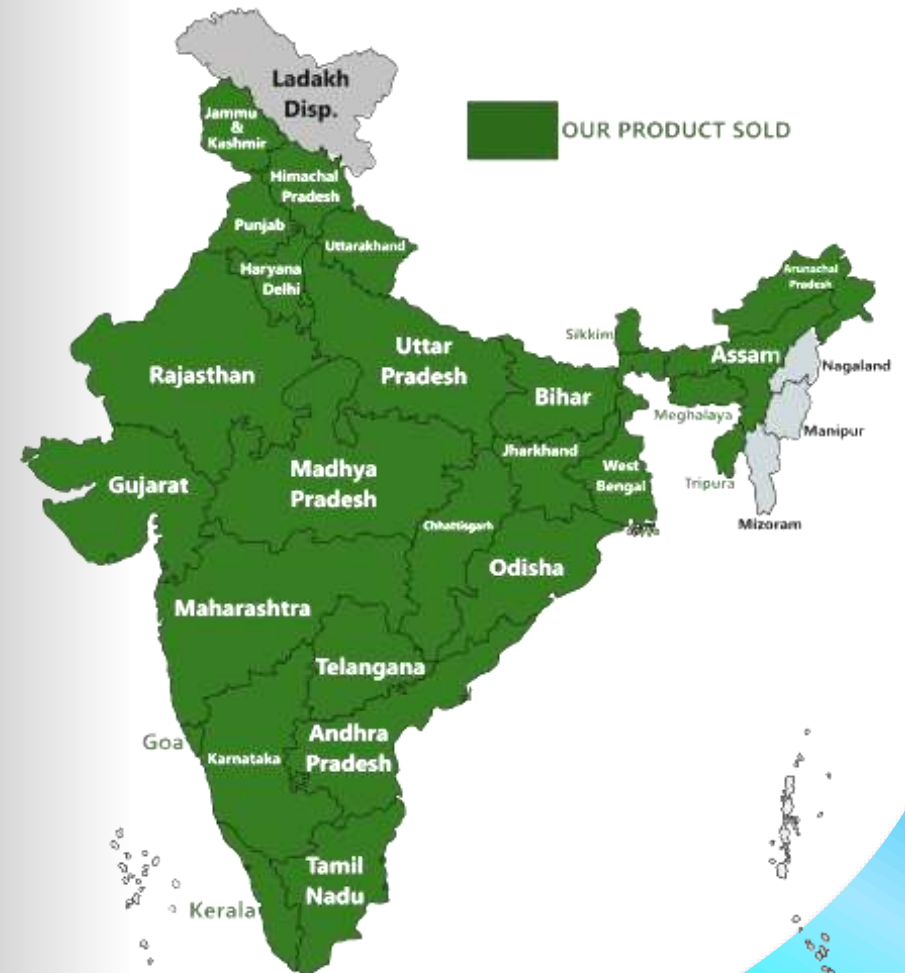 Ladakh
Disp.
Jammu
&
Kashmir
OUR PRODUCT SOLD
Himachal
Pradesh
Punjab
Uttarakhand
Haryana
Delhi
Arunachal
Pradesh
Sikkim
Uttar
Pradesh
Assam
Nagaland
Rajasthan
Bihar
Meghalaya
Manipur
Jharkhand
Madhya
Pradesh
West
Bengal
Gujarat
Tripura
Mizoram
Chhattisgarh
Odisha
Maharashtra
Telangana
Goa
Andhra
Pradesh
Karnataka
Tamil
Nadu
Kerala